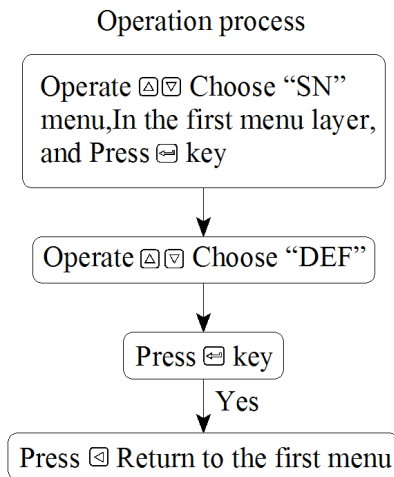 Operation process
Operate △ ▽ Choose “SN”
menu,In the first menu layer,
and Press ↵ key
Operate △ ▽ Choose “DEF”
Press ↵ key
Yes
Press ◁ Return to the first menu